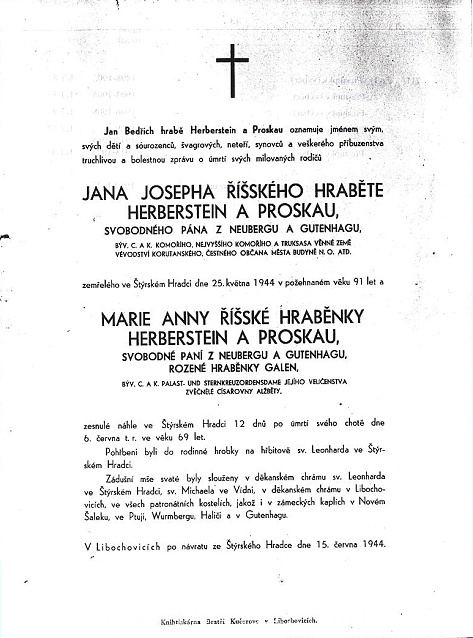 Jan Bedřich hrabě Herberstein a Proskau oznamuje jménem svým,
svých dětí a sourozenců, švagrových, neteří, synovců a veškerého příbuzenstva
truchlivou a bolestnou zprávu o úmrtí svých milovaných rodičů
JANA JOSEPHA ŘÍŠSKÉHO HRABĚTE
HERBERSTEIN A PROSKAU,
SVOBODNÉHO PÁNA Z NEUBERGU A GUTENHAGU,
BÝV. C. A K. KOMOŘÍHO, NEJVYŠŠÍHO KOMOŘÍHO A TRUKSASA VĚNNÉ ZEMĚ
VÉVODSTVÍ KORUTANSKÉHO, ČESTNÉHO OBČANA MĚSTA BUDYNĚ N. O. ATD.
zemřelého ve Štýrském Hradci dne 25. května 1944 v požehnaném věku 91 let a
MARIE ANNY ŘÍŠSKÉ HRABĚNKY
HERBERSTEIN A PROSKAU,
SVOBODNÉ PANÍ Z NEUBERGU A GUTENHAGU,
ROZENÉ HRABĚNKY GALEN,
BÝV. C. A K. PALAST- UND STERNKREUZORDENSDAME JEJÍHO VELIČENSTVA
ZVĚČNĚLÉ CÍSAŘOVNY ALŽBĚTY,
zesnulé náhle ve Štýrském Hradci 12 dnů po úmrtí svého chotě dne
6. června t. r. ve věku 69 let.
Pohřbeni byli do rodinné hrobky na hřbitově sv. Leonharda ve Štýr-
ském Hradci.
Zádušní mše svaté byly slouženy v děkanském chrámu sv. Leonharda
ve Štýrském Hradci, sv. Michaela ve Vídni, v děkanském chrámu v Libocho-
vicích, ve všech patronátních kostelích, jakož i v zámeckých kaplích v Novém
Šaleku, ve Ptuji, Wurmbergu, Haliči a v Gutenhagu.
V Libochovicích po návratu ze Štýrského Hradce dne 15. června 1944.
Knihtiskárna Bratří Kučerové v Libochovicích.